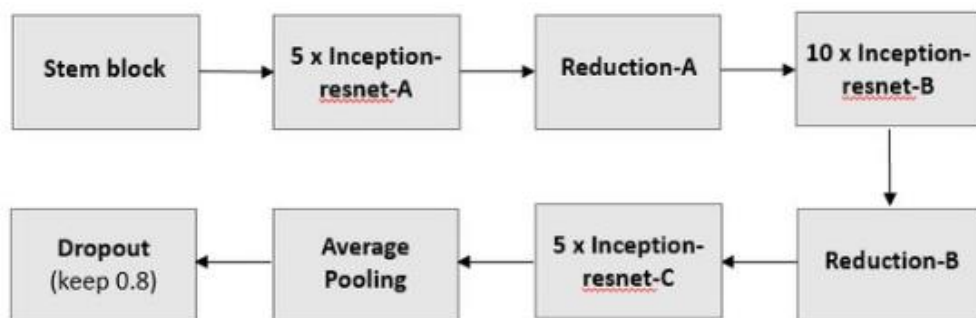 Stem block
5 x Inception-
resnet-A
Reduction-A
10 x Inception-
resnet-B
Reduction-B
5 x Inception-
resnet-C
Average
Pooling
Dropout
(keep 0.8)